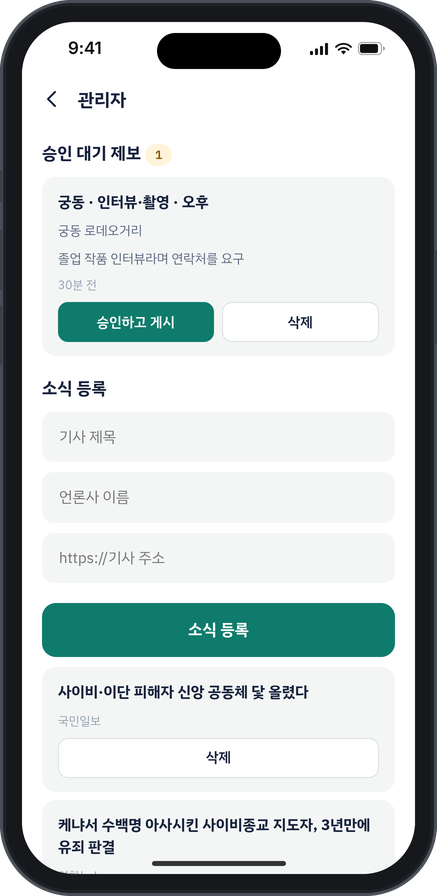 9:41
관리자
승인 대기 제보 1
궁동 · 인터뷰·촬영 · 오후
궁동 로데오거리
졸업 작품 인터뷰라며 연락처를 요구
30분 전
승인하고 게시
삭제
소식 등록
기사 제목
언론사 이름
https://기사 주소
소식 등록
사이비·이단 피해자 신앙 공동체 닻 올렸다
국민일보
삭제
케냐서 수백명 아사시킨 사이비종교 지도자, 3년만에
유죄 판결